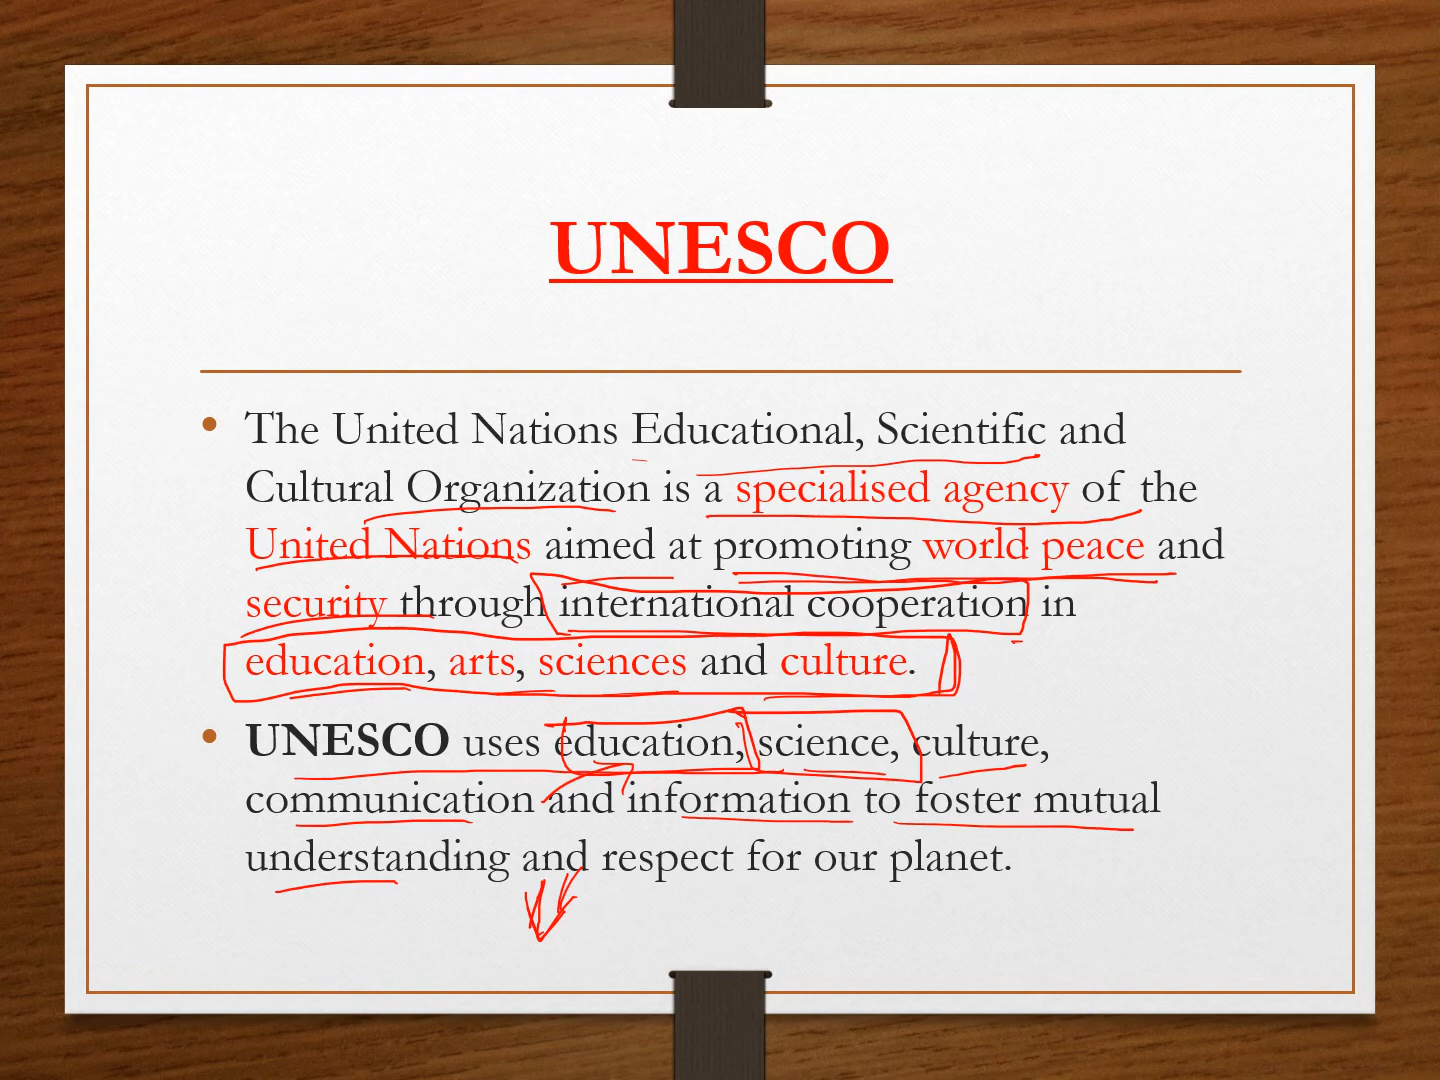 UNESCO
• The United Nations Educational, Scientific and
Cultural Organization is a specialised agency of the
United Nations aimed at promoting world peace and
security through international cooperation in
education, arts, sciences and culture.
• UNESCO uses education, science, culture,
communication and information to foster mutual
understanding and respect for our planet.